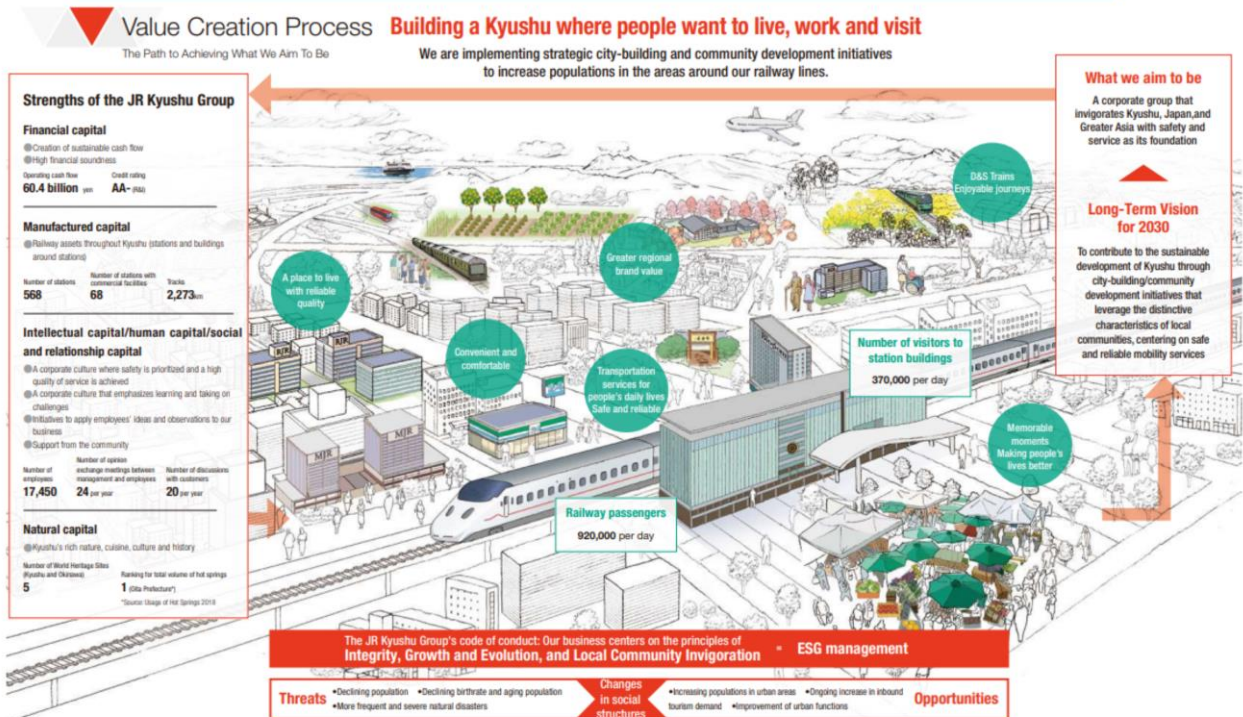 Value Creation Process
The Path to Achieving What We Aim To Be
Building a Kyushu where people want to live, work and visit
We are implementing strategic city-building and community development initiatives
to increase populations in the areas around our railway lines.
Strengths of the JR Kyushu Group
Financial capital
Creation of sustainable cash flow
High financial soundness
Operating cash flow
60.4 billion yen
Credit rating
AA- (R&I)
Manufactured capital
Railway assets throughout Kyushu (stations and buildings
around stations)
Number of stations
568
Number of stations with
commercial facilities
68
Tracks
2,273km
Intellectual capital/human capital/social
and relationship capital
A corporate culture where safety is prioritized and a high
quality of service is achieved
A corporate culture that emphasizes learning and taking on
challenges
Initiatives to apply employees' ideas and observations to our
business
Support from the community
Number of
employees
17,450
Number of opinion
exchange meetings between
management and employees
24 per year
Number of discussions
with customers
20 per year
Natural capital
Kyushu's rich nature, cuisine, culture and history
Number of World Heritage Sites
(Kyushu and Okinawa)
5
Ranking for total volume of hot springs
1 (Oita Prefecture*)
*Source: Usage of Hot Springs 2018
A place to live
with reliable
quality
Convenient and
comfortable
Greater regional
brand value
Transportation
services for
people's daily lives
Safe and reliable
D&S Trains
Enjoyable journeys
Memorable
moments
Making people's
lives better
RJR
RJR
MJR
MJR
Number of visitors to
station buildings
370,000 per day
Railway passengers
920,000 per day
What we aim to be
A corporate group that
invigorates Kyushu, Japan,and
Greater Asia with safety and
service as its foundation
Long-Term Vision
for 2030
To contribute to the sustainable
development of Kyushu through
city-building/community
development initiatives that
leverage the distinctive
characteristics of local
communities, centering on safe
and reliable mobility services
The JR Kyushu Group's code of conduct: Our business centers on the principles of
Integrity, Growth and Evolution, and Local Community Invigoration = ESG management
Threats
•Declining population •Declining birthrate and aging population
•More frequent and severe natural disasters
Changes
in social
structures
•Increasing populations in urban areas •Ongoing increase in inbound
tourism demand •Improvement of urban functions
Opportunities